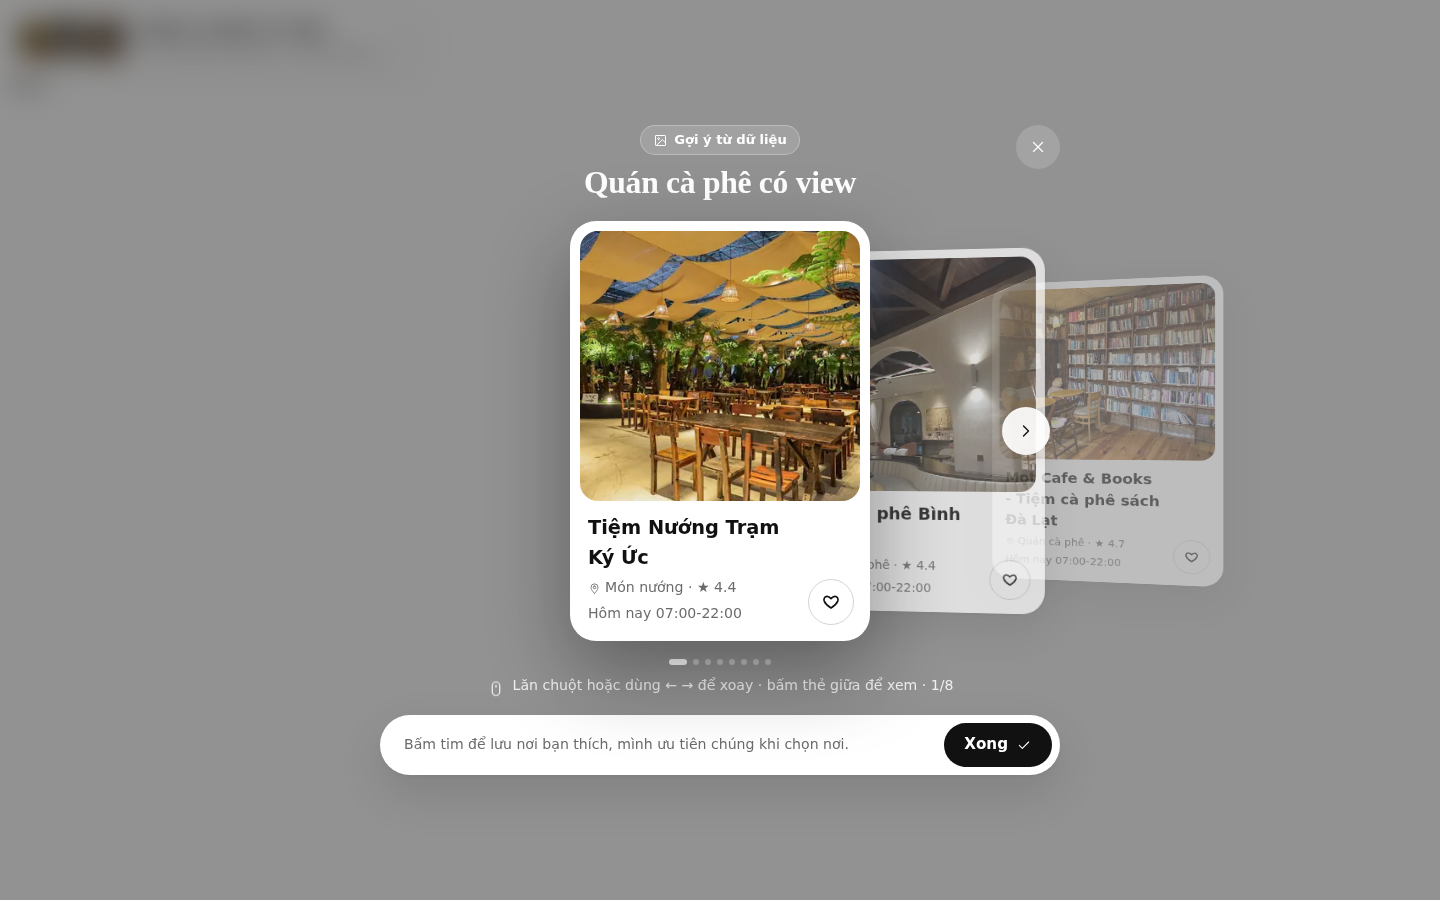 Gợi ý từ dữ liệu
Quán cà phê có view
Tiệm Nướng Trạm
Ký Ức
Món nướng · ★ 4.4
Hôm nay 07:00-22:00
phê Bình
phê · ★ 4.4
:00-22:00
Mọt Cafe & Books
- Tiệm cà phê sách
Đà Lạt
Quán cà phê · ★ 4.7
Hôm nay 07:00-22:00
Lăn chuột hoặc dùng ← → để xoay · bấm thẻ giữa để xem · 1/8
Bấm tim để lưu nơi bạn thích, mình ưu tiên chúng khi chọn nơi.
Xong